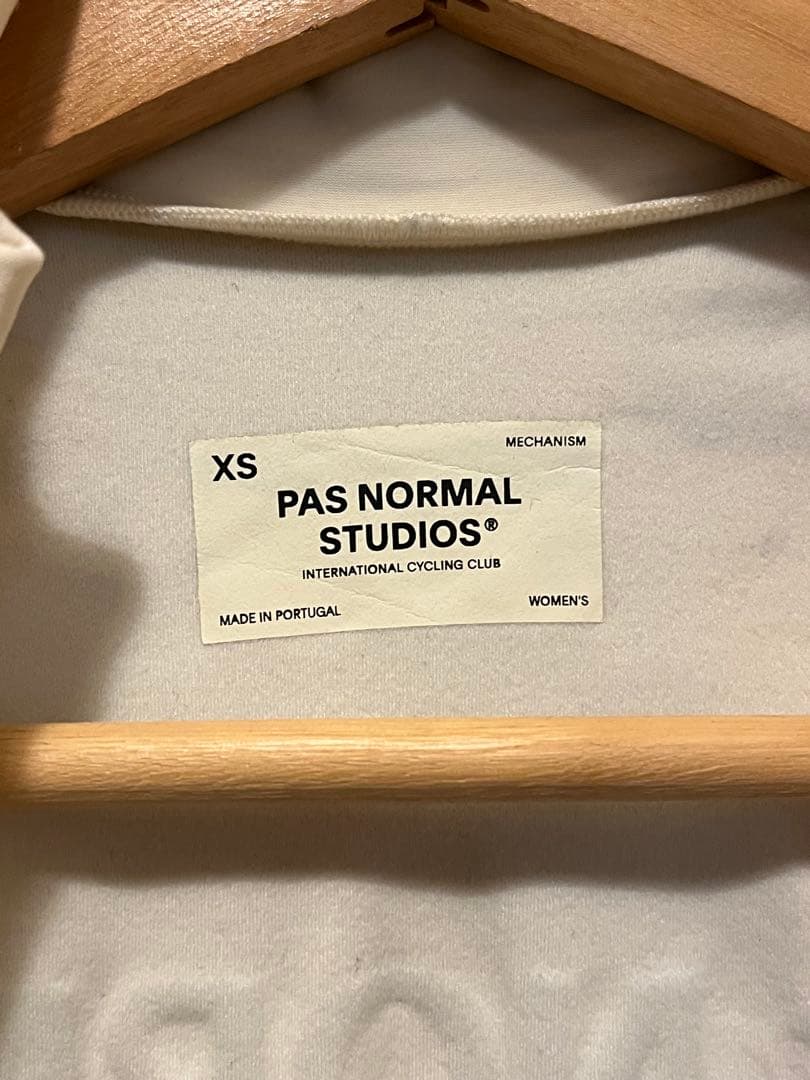 XS
MECHANISM
PAS NORMAL
STUDIOS®
INTERNATIONAL CYCLING CLUB
MADE IN PORTUGAL
WOMEN'S